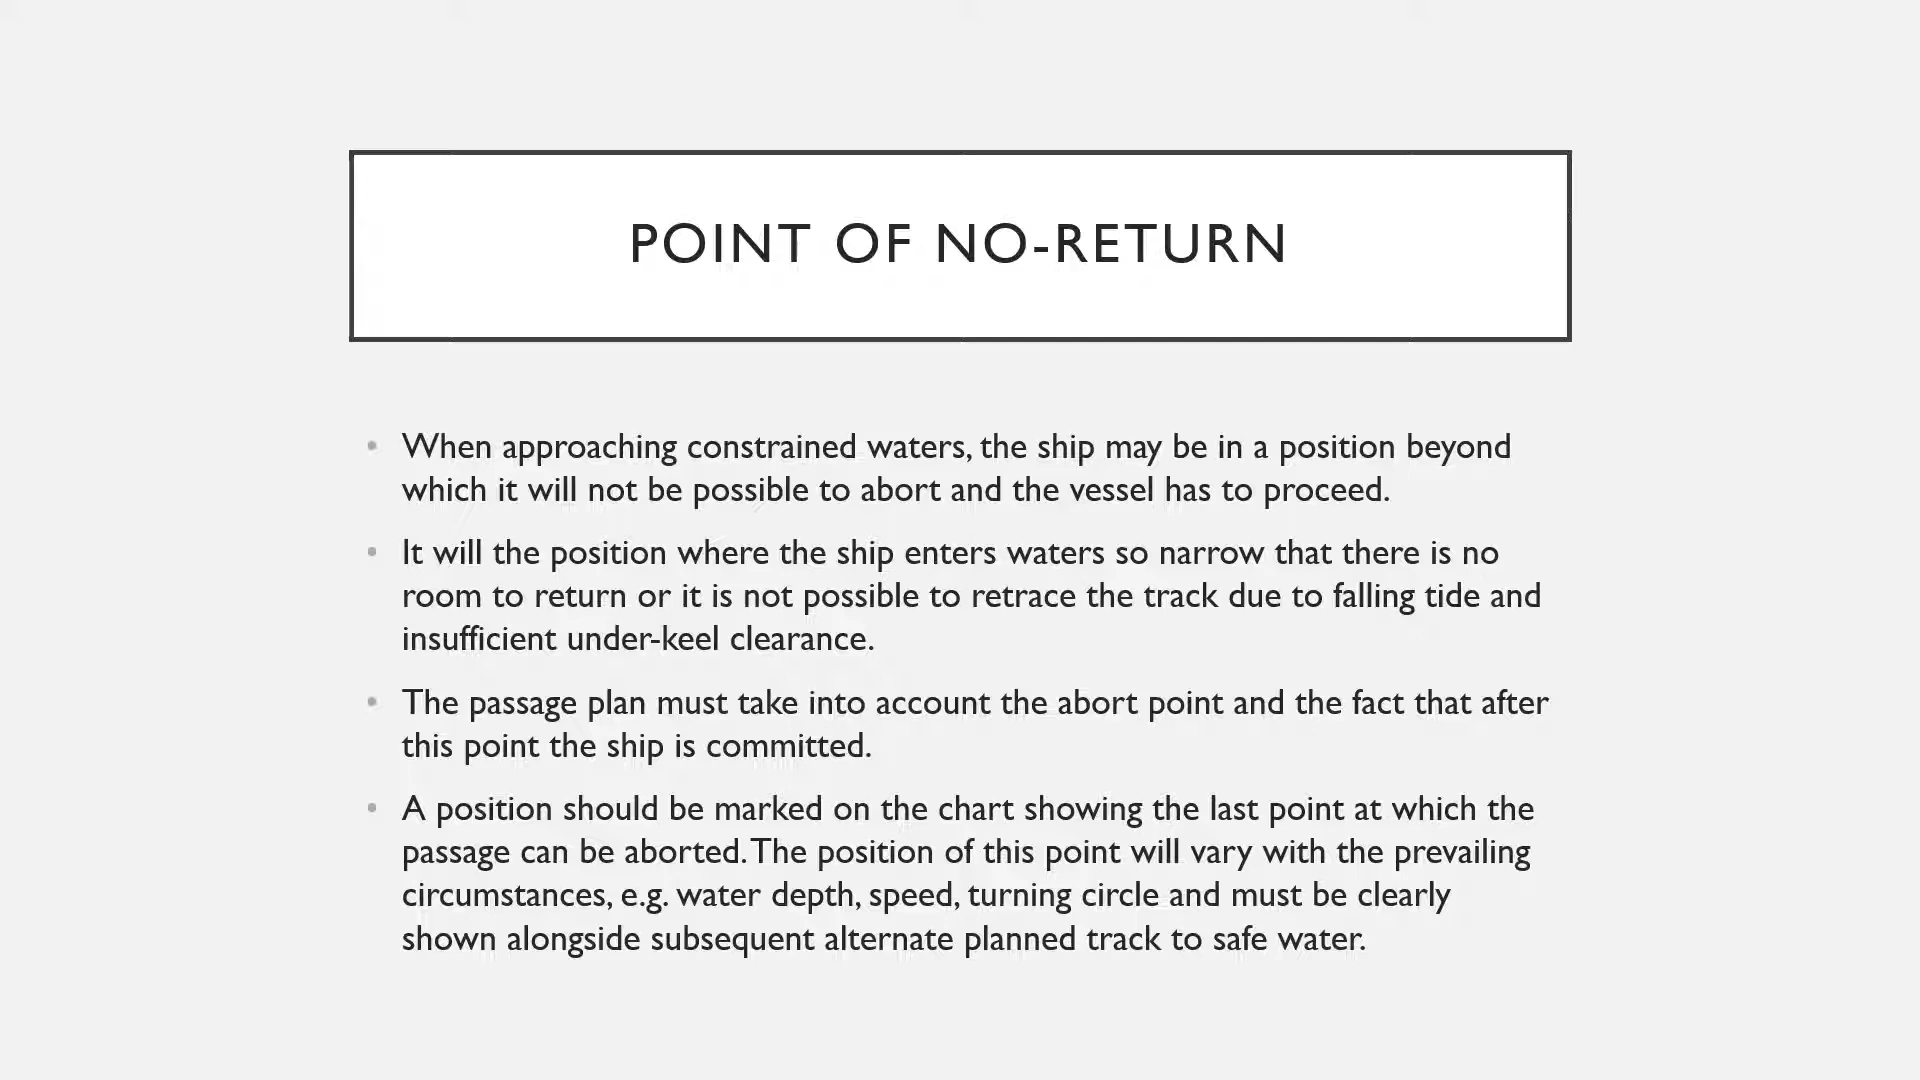 POINT OF NO-RETURN
• When approaching constrained waters, the ship may be in a position beyond
which it will not be possible to abort and the vessel has to proceed.
• It will the position where the ship enters waters so narrow that there is no
room to return or it is not possible to retrace the track due to falling tide and
insufficient under-keel clearance.
• The passage plan must take into account the abort point and the fact that after
this point the ship is committed.
• A position should be marked on the chart showing the last point at which the
passage can be aborted. The position of this point will vary with the prevailing
circumstances, e.g. water depth, speed, turning circle and must be clearly
shown alongside subsequent alternate planned track to safe water.